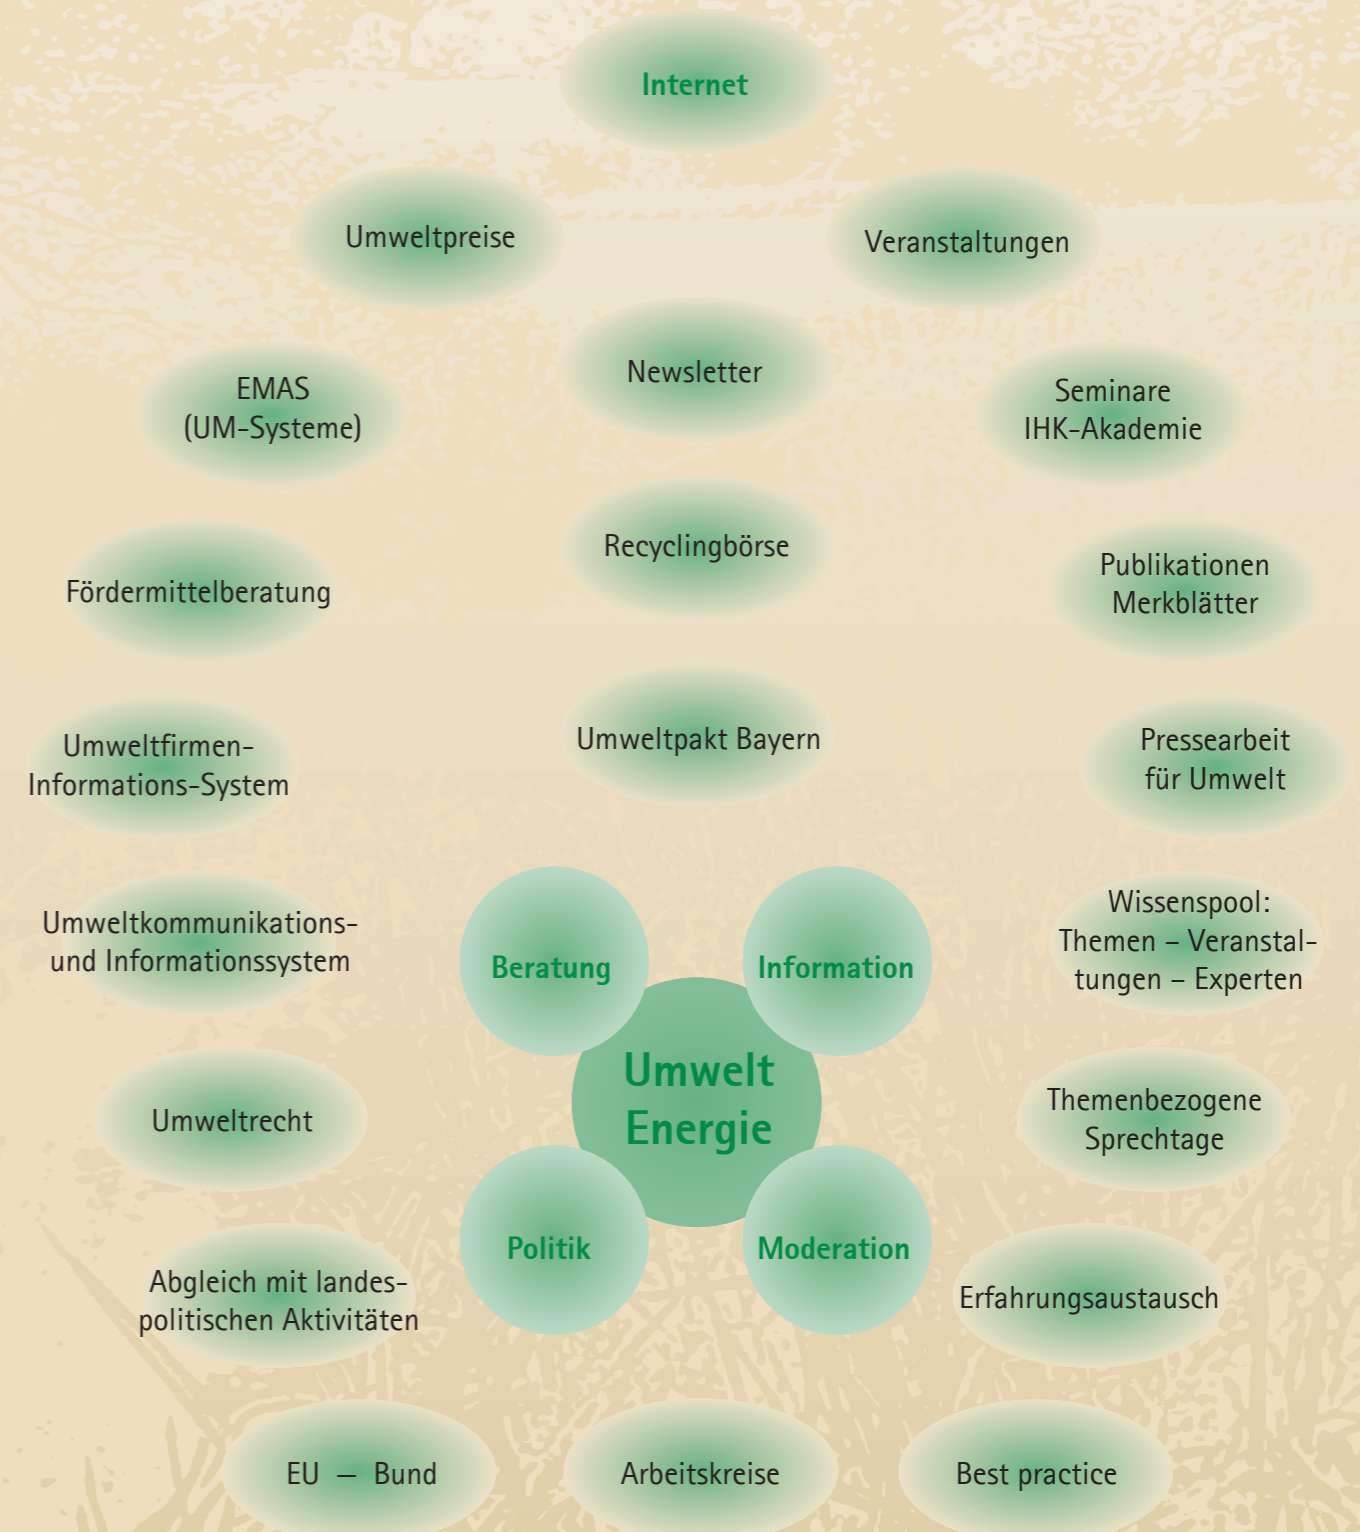 Internet
Umweltpreise
Veranstaltungen
Newsletter
EMAS
(UM-Systeme)
Seminare
IHK-Akademie
Recyclingbörse
Fördermittelberatung
Publikationen
Merkblätter
Umweltpakt Bayern
Umweltfirmen-
Informations-System
Pressearbeit
für Umwelt
Umweltkommunikations-
und Informationssystem
Beratung
Information
Wissenspool:
Themen – Veranstal-
tungen – Experten
Umwelt
Energie
Umweltrecht
Themenbezogene
Sprechtage
Politik
Moderation
Abgleich mit landes-
politischen Aktivitäten
Erfahrungsaustausch
EU – Bund
Arbeitskreise
Best practice